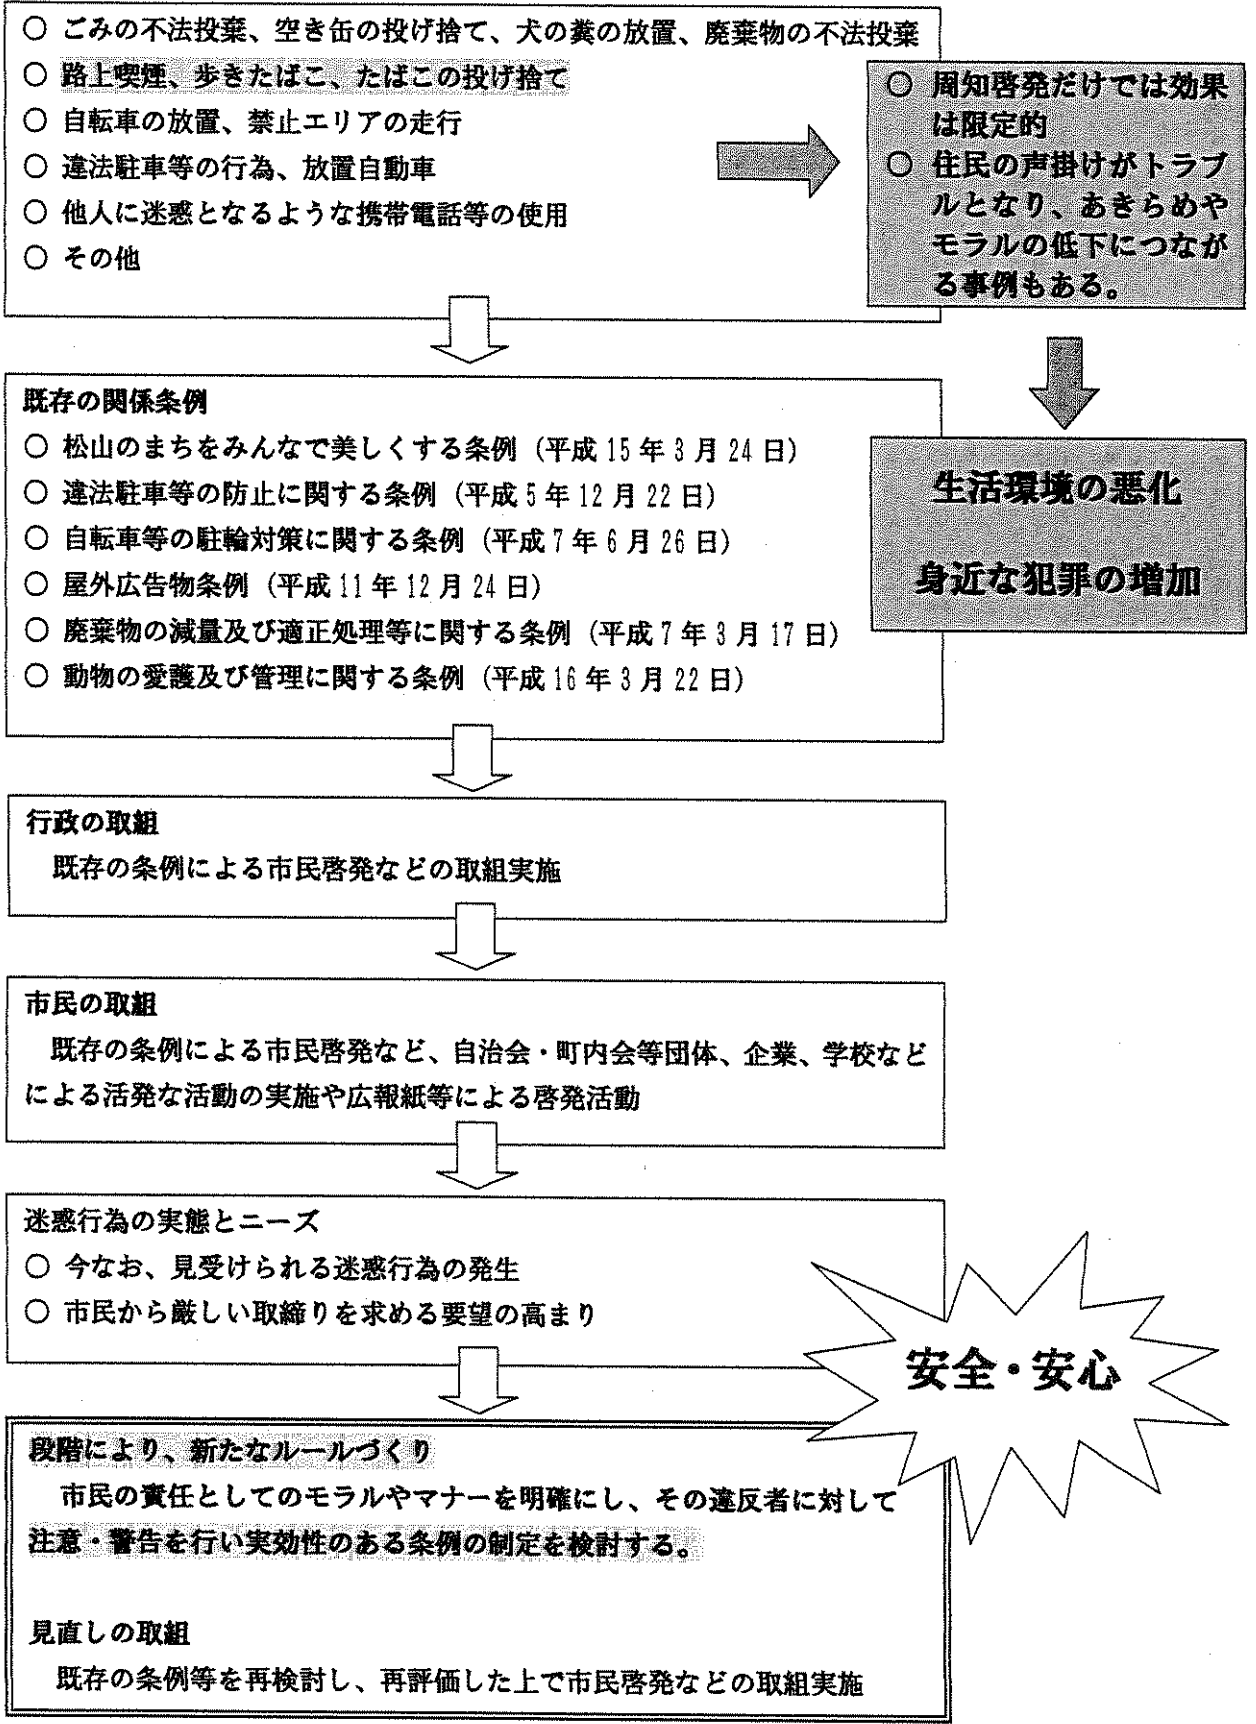 ○ ごみの不法投棄、空き缶の投げ捨て、犬の糞の放置、廃棄物の不法投棄
○ 路上喫煙、歩きたばこ、たばこの投げ捨て
○ 自転車の放置、禁止エリアの走行
○ 違法駐車等の行為、放置自動車
○ 他人に迷惑となるような携帯電話等の使用
○ その他
○ 周知啓発だけでは効果
は限定的
○ 住民の声掛けがトラブ
ルとなり、あきらめや
モラルの低下につなが
る事例もある。
既存の関係条例
○ 松山のまちをみんなで美しくする条例（平成15年3月24日）
○ 違法駐車等の防止に関する条例（平成5年12月22日）
○ 自転車等の駐輪対策に関する条例（平成7年6月26日）
○ 屋外広告物条例（平成11年12月24日）
○ 廃棄物の減量及び適正処理等に関する条例（平成7年3月17日）
○ 動物の愛護及び管理に関する条例（平成16年3月22日）
生活環境の悪化
身近な犯罪の増加
行政の取組
既存の条例による市民啓発などの取組実施
市民の取組
既存の条例による市民啓発など、自治会・町内会等団体、企業、学校など
による活発な活動の実施や広報紙等による啓発活動
迷惑行為の実態とニーズ
○ 今なお、見受けられる迷惑行為の発生
○ 市民から厳しい取締りを求める要望の高まり
安全・安心
段階により、新たなルールづくり
市民の責任としてのモラルやマナーを明確にし、その違反者に対して
注意・警告を行い実効性のある条例の制定を検討する。
見直しの取組
既存の条例等を再検討し、再評価した上で市民啓発などの取組実施